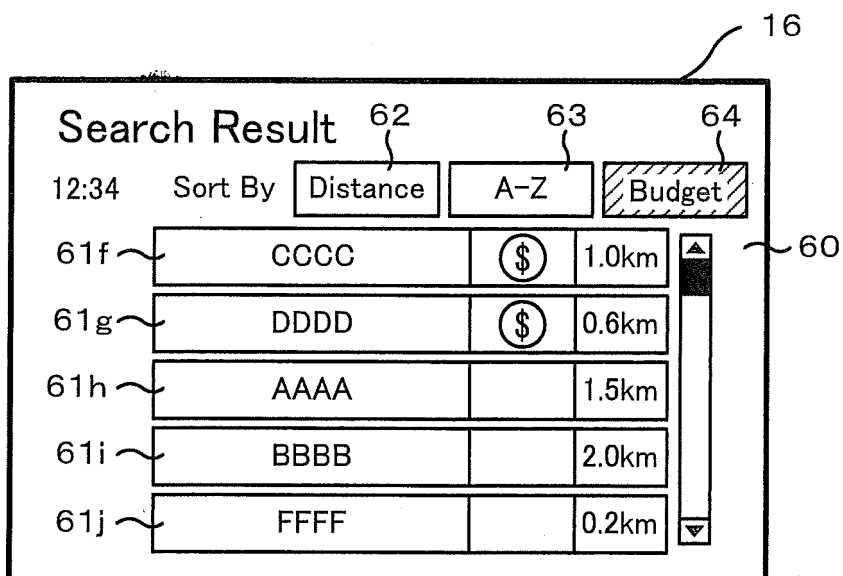 16
Search Result
62 63 64
12:34 Sort By Distance A-Z Budget
60
61f CCCC $ 1.0km
61g DDDD $ 0.6km
61h AAAA 1.5km
61i BBBB 2.0km
61j FFFF 0.2km